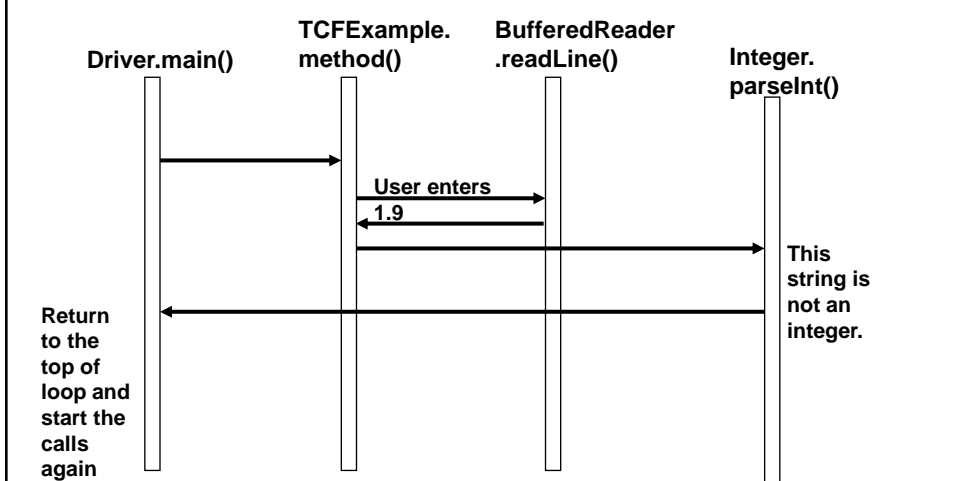 Driver.main()
TCFExample.
method()
BufferedReader
.readLine()
Integer.
parseInt()
User enters
1.9
This
string is
not an
integer.
Return
to the
top of
loop and
start the
calls
again